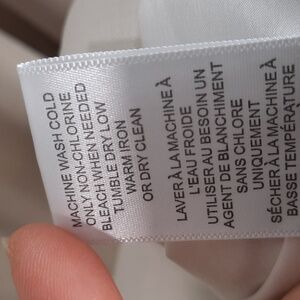 MACHINE WASH COLD
ONLY NON-CHLORINE
BLEACH WHEN NEEDED
TUMBLE DRY LOW
WARM IRON
OR DRY CLEAN
LAVER À LA MACHINE À
L'EAU FROIDE
UTILISER AU BESOIN UN
AGENT DE BLANCHIMENT
SANS CHLORE
UNIQUEMENT
SÉCHER À LA MACHINE À
BASSE TEMPÉRATURE